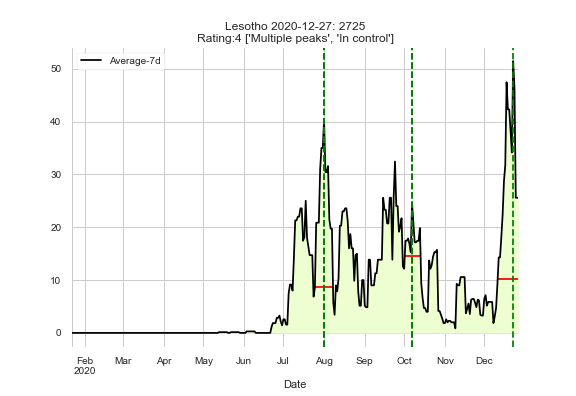 Lesotho 2020-12-27: 2725
Rating:4 ['Multiple peaks', 'In control']
Average-7d
50
40
30
20
10
0
Feb Mar Apr May Jun Jul Aug Sep Oct Nov Dec
2020
Date